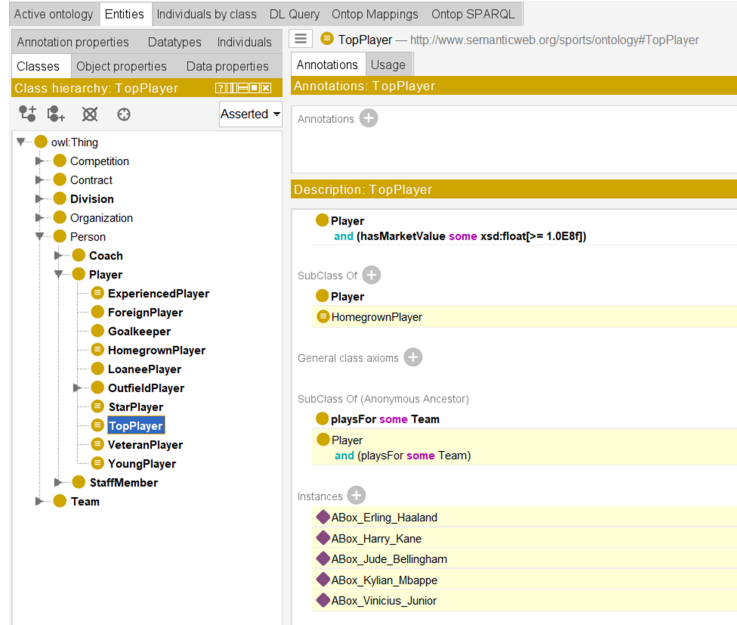 Active ontology Entities Individuals by class DL Query Ontop Mappings Ontop SPARQL
Annotation properties Datatypes Individuals
Classes Object properties Data properties
Class hierarchy: TopPlayer
Asserted
owl:Thing
Competition
Contract
Division
Organization
Person
Coach
Player
ExperiencedPlayer
ForeignPlayer
Goalkeeper
HomegrownPlayer
LoaneePlayer
OutfieldPlayer
StarPlayer
TopPlayer
VeteranPlayer
YoungPlayer
StaffMember
Team
TopPlayer — http://www.semanticweb.org/sports/ontology#TopPlayer
Annotations Usage
Annotations: TopPlayer
Annotations
Description: TopPlayer
Player
and (hasMarketValue some xsd:float[>= 1.0E8f])
SubClass Of
Player
HomegrownPlayer
General class axioms
SubClass Of (Anonymous Ancestor)
playsFor some Team
Player
and (playsFor some Team)
Instances
ABox_Erling_Haaland
ABox_Harry_Kane
ABox_Jude_Bellingham
ABox_Kylian_Mbappe
ABox_Vinicius_Junior